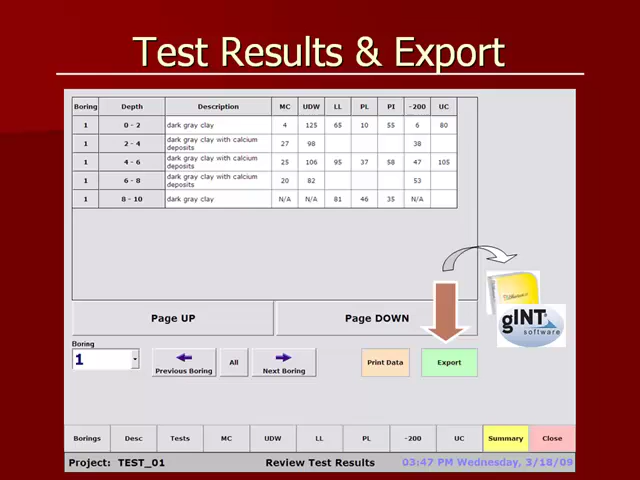 Test Results & Export
Boring Depth Description MC UDW LL PL PI -200 UC
1 0 - 2 dark gray clay 4 125 65 10 55 6 80
1 2 - 4 dark gray clay with calcium deposits 27 98 38
1 4 - 6 dark gray clay with calcium deposits 25 106 95 37 58 47 105
1 6 - 8 dark gray clay with calcium deposits 20 82 53
1 8 - 10 dark gray clay N/A N/A 81 46 35 N/A
Page UP Page DOWN
gINT
software
Boring
1
Previous Boring All Next Boring Print Data Export
Borings Desc Tests MC UDW LL PL -200 UC Summary Close
Project: TEST_01 Review Test Results 03:47 PM Wednesday, 3/18/09